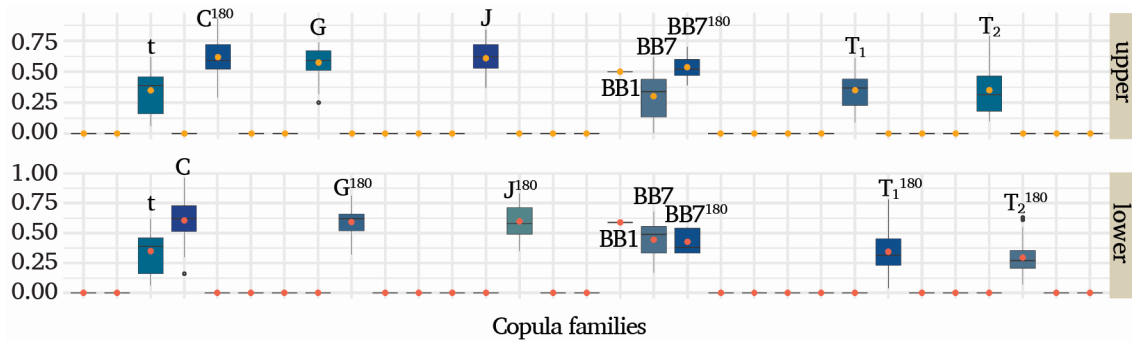 C¹⁸⁰
t
G
J
BB7
BB7¹⁸⁰
BB1
T₁
T₂
0.75
0.50
0.25
0.00
upper
1.00
0.75
0.50
0.25
0.00
t
C
G¹⁸⁰
J¹⁸⁰
BB7
BB7¹⁸⁰
BB1
T₁¹⁸⁰
T₂¹⁸⁰
lower
Copula families